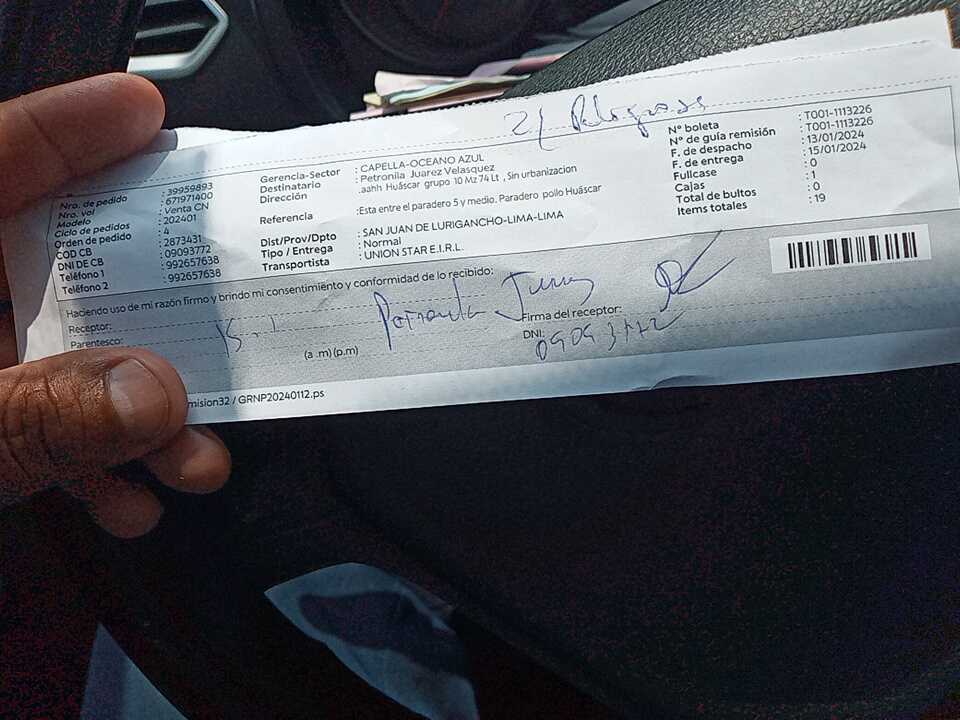 Nro. de pedido : 39959893
Nro. vol : 671971400
Modelo : Venta CN
Ciclo de pedidos : 202401
Orden de pedido : 4
COD CB : 2873431
DNI DE CB : 09093772
Teléfono 1 : 992657638
Teléfono 2 : 992657638
Gerencia-Sector : CAPELLA-OCEANO AZUL
Destinatario : Petronila Juarez Velasquez
Dirección : .aahh Huáscar grupo 10 Mz 74 Lt , Sin urbanizacion
Referencia :Esta entre el paradero 5 y medio. Paradero pollo Huáscar
Dist/Prov/Dpto : SAN JUAN DE LURIGANCHO-LIMA-LIMA
Tipo / Entrega : Normal
Transportista : UNION STAR E.I.R.L.
N° boleta : T001-1113226
N° de guía remisión : T001-1113226
F. de despacho : 13/01/2024
F. de entrega : 15/01/2024
Fullcase : 0
Cajas : 1
Total de bultos : 0
Items totales : 19
Haciendo uso de mi razón firmo y brindo mi consentimiento y conformidad de lo recibido:
Receptor: Petronila Juarez
Firma del receptor:
Parentesco:
(a .m) (p.m)
DNI: 09093772
mision32 / GRNP20240112.ps